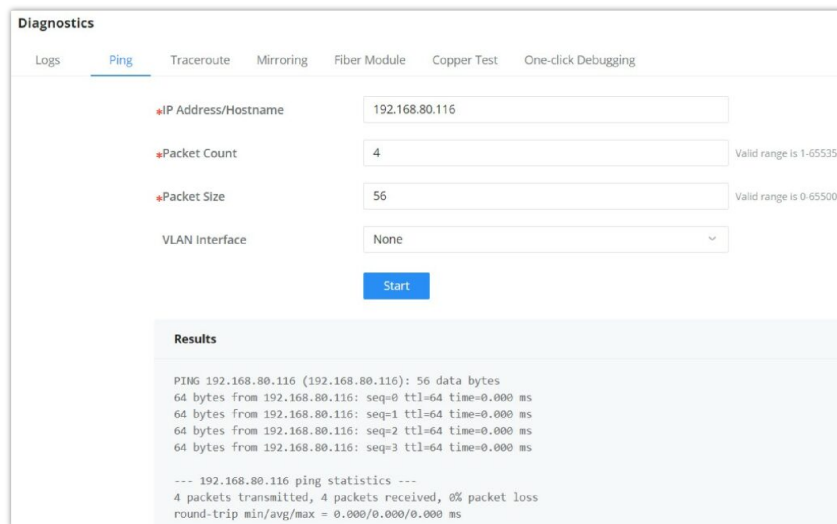 Diagnostics
Logs Ping Traceroute Mirroring Fiber Module Copper Test One-click Debugging
*IP Address/Hostname 192.168.80.116
*Packet Count 4 Valid range is 1-65535
*Packet Size 56 Valid range is 0-65500
VLAN Interface None
Start
Results
PING 192.168.80.116 (192.168.80.116): 56 data bytes
64 bytes from 192.168.80.116: seq=0 ttl=64 time=0.000 ms
64 bytes from 192.168.80.116: seq=1 ttl=64 time=0.000 ms
64 bytes from 192.168.80.116: seq=2 ttl=64 time=0.000 ms
64 bytes from 192.168.80.116: seq=3 ttl=64 time=0.000 ms
--- 192.168.80.116 ping statistics ---
4 packets transmitted, 4 packets received, 0% packet loss
round-trip min/avg/max = 0.000/0.000/0.000 ms